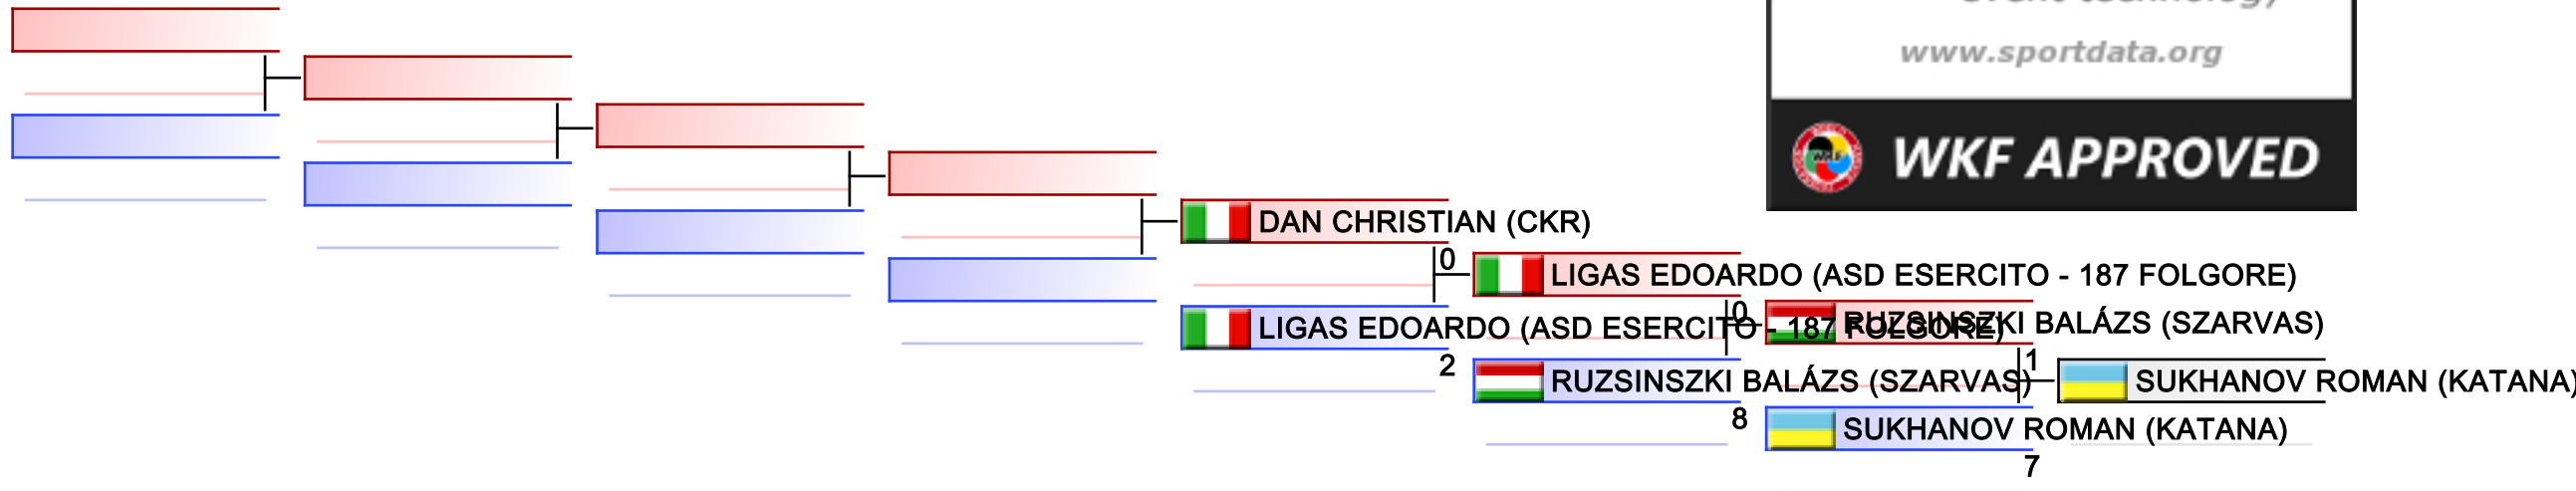 event technology
www.sportdata.org
WKF APPROVED
DAN CHRISTIAN (CKR)
0
LIGAS EDOARDO (ASD ESERCITO - 187 FOLGORE)
LIGAS EDOARDO (ASD ESERCITO - 187 FOLGORE)
2
0
RUZSINSZKI BALÁZS (SZARVAS)
RUZSINSZKI BALÁZS (SZARVAS)
8
1
SUKHANOV ROMAN (KATANA)
SUKHANOV ROMAN (KATANA)
7